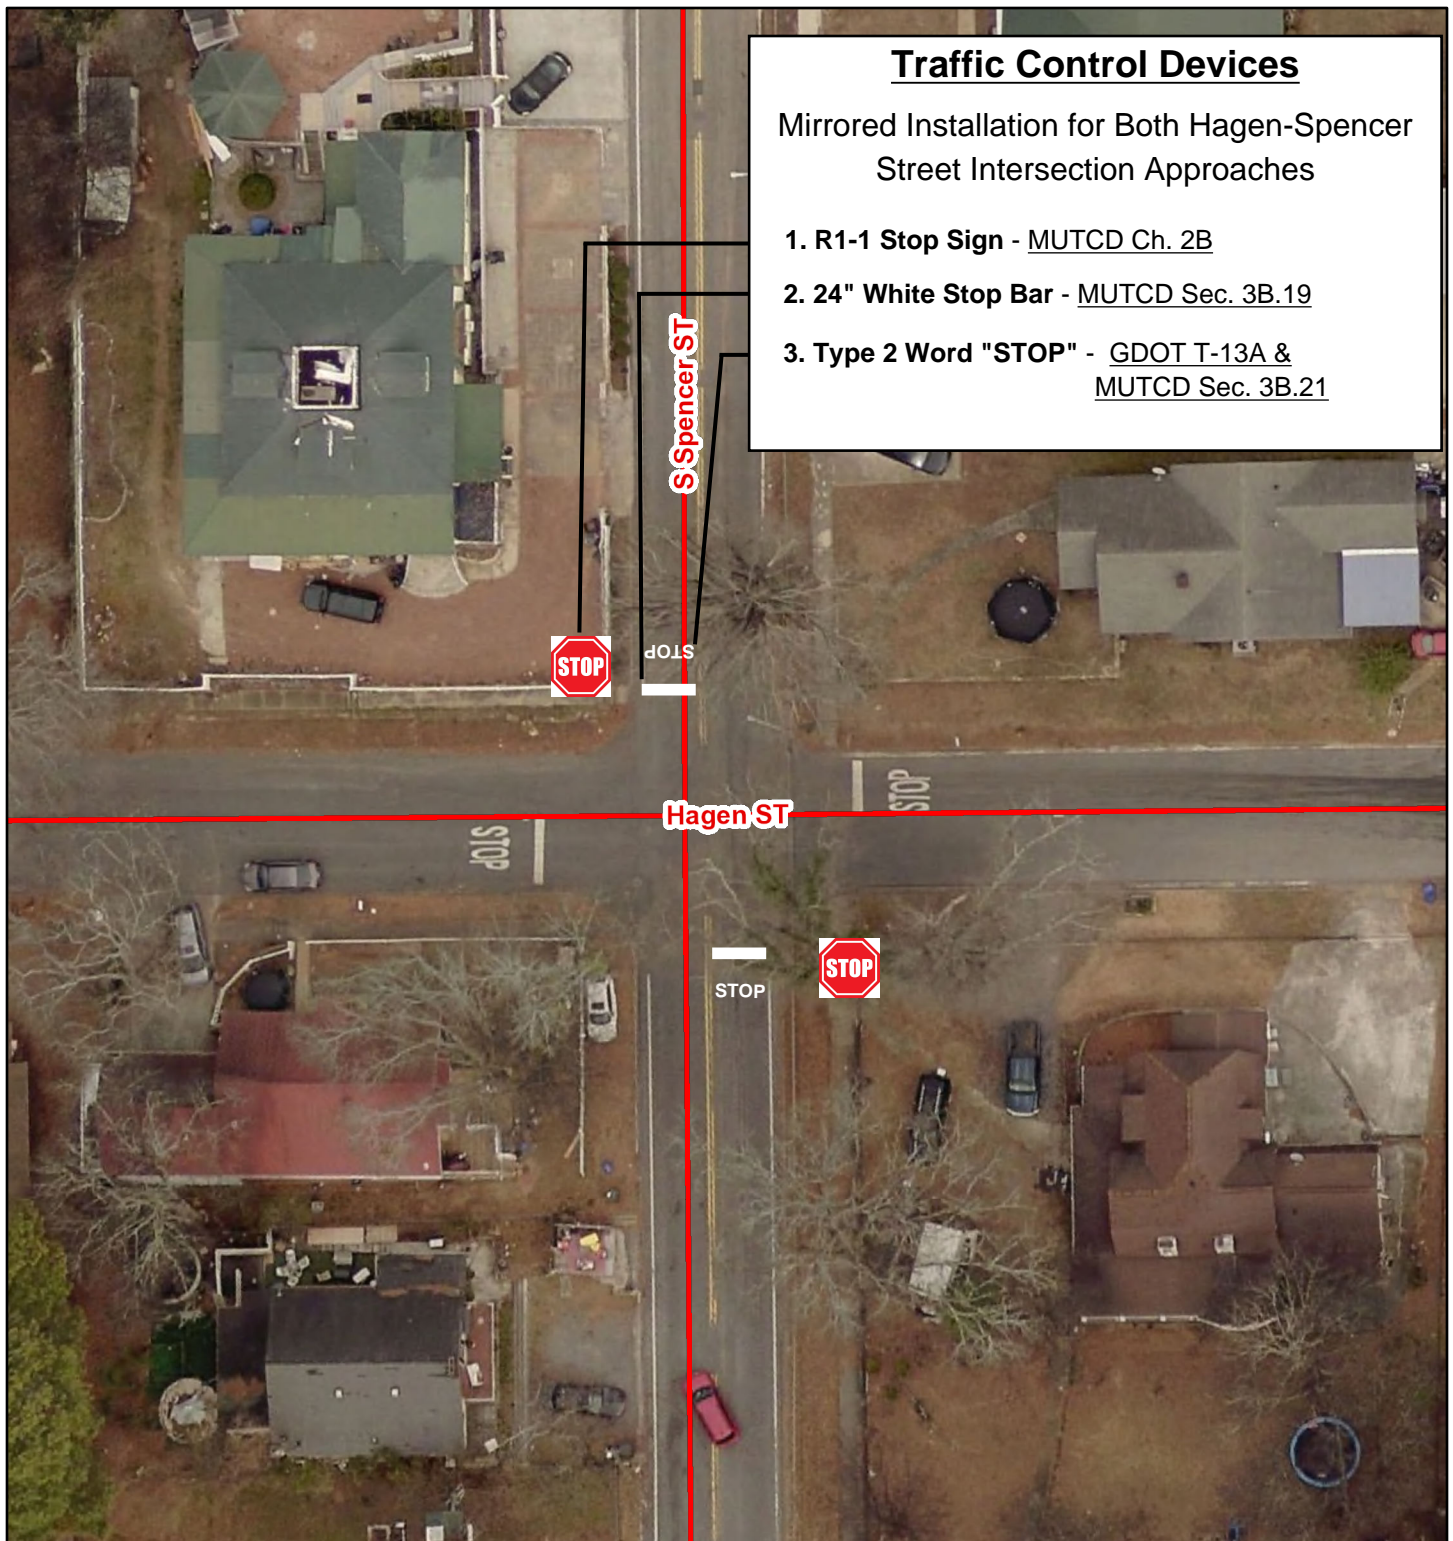 Traffic Control Devices
Mirrored Installation for Both Hagen-Spencer
Street Intersection Approaches
1. R1-1 Stop Sign - MUTCD Ch. 2B
2. 24" White Stop Bar - MUTCD Sec. 3B.19
3. Type 2 Word "STOP" - GDOT T-13A &
MUTCD Sec. 3B.21
S Spencer ST
STOP
STOP
STOP
Hagen ST
STOP
STOP
STOP